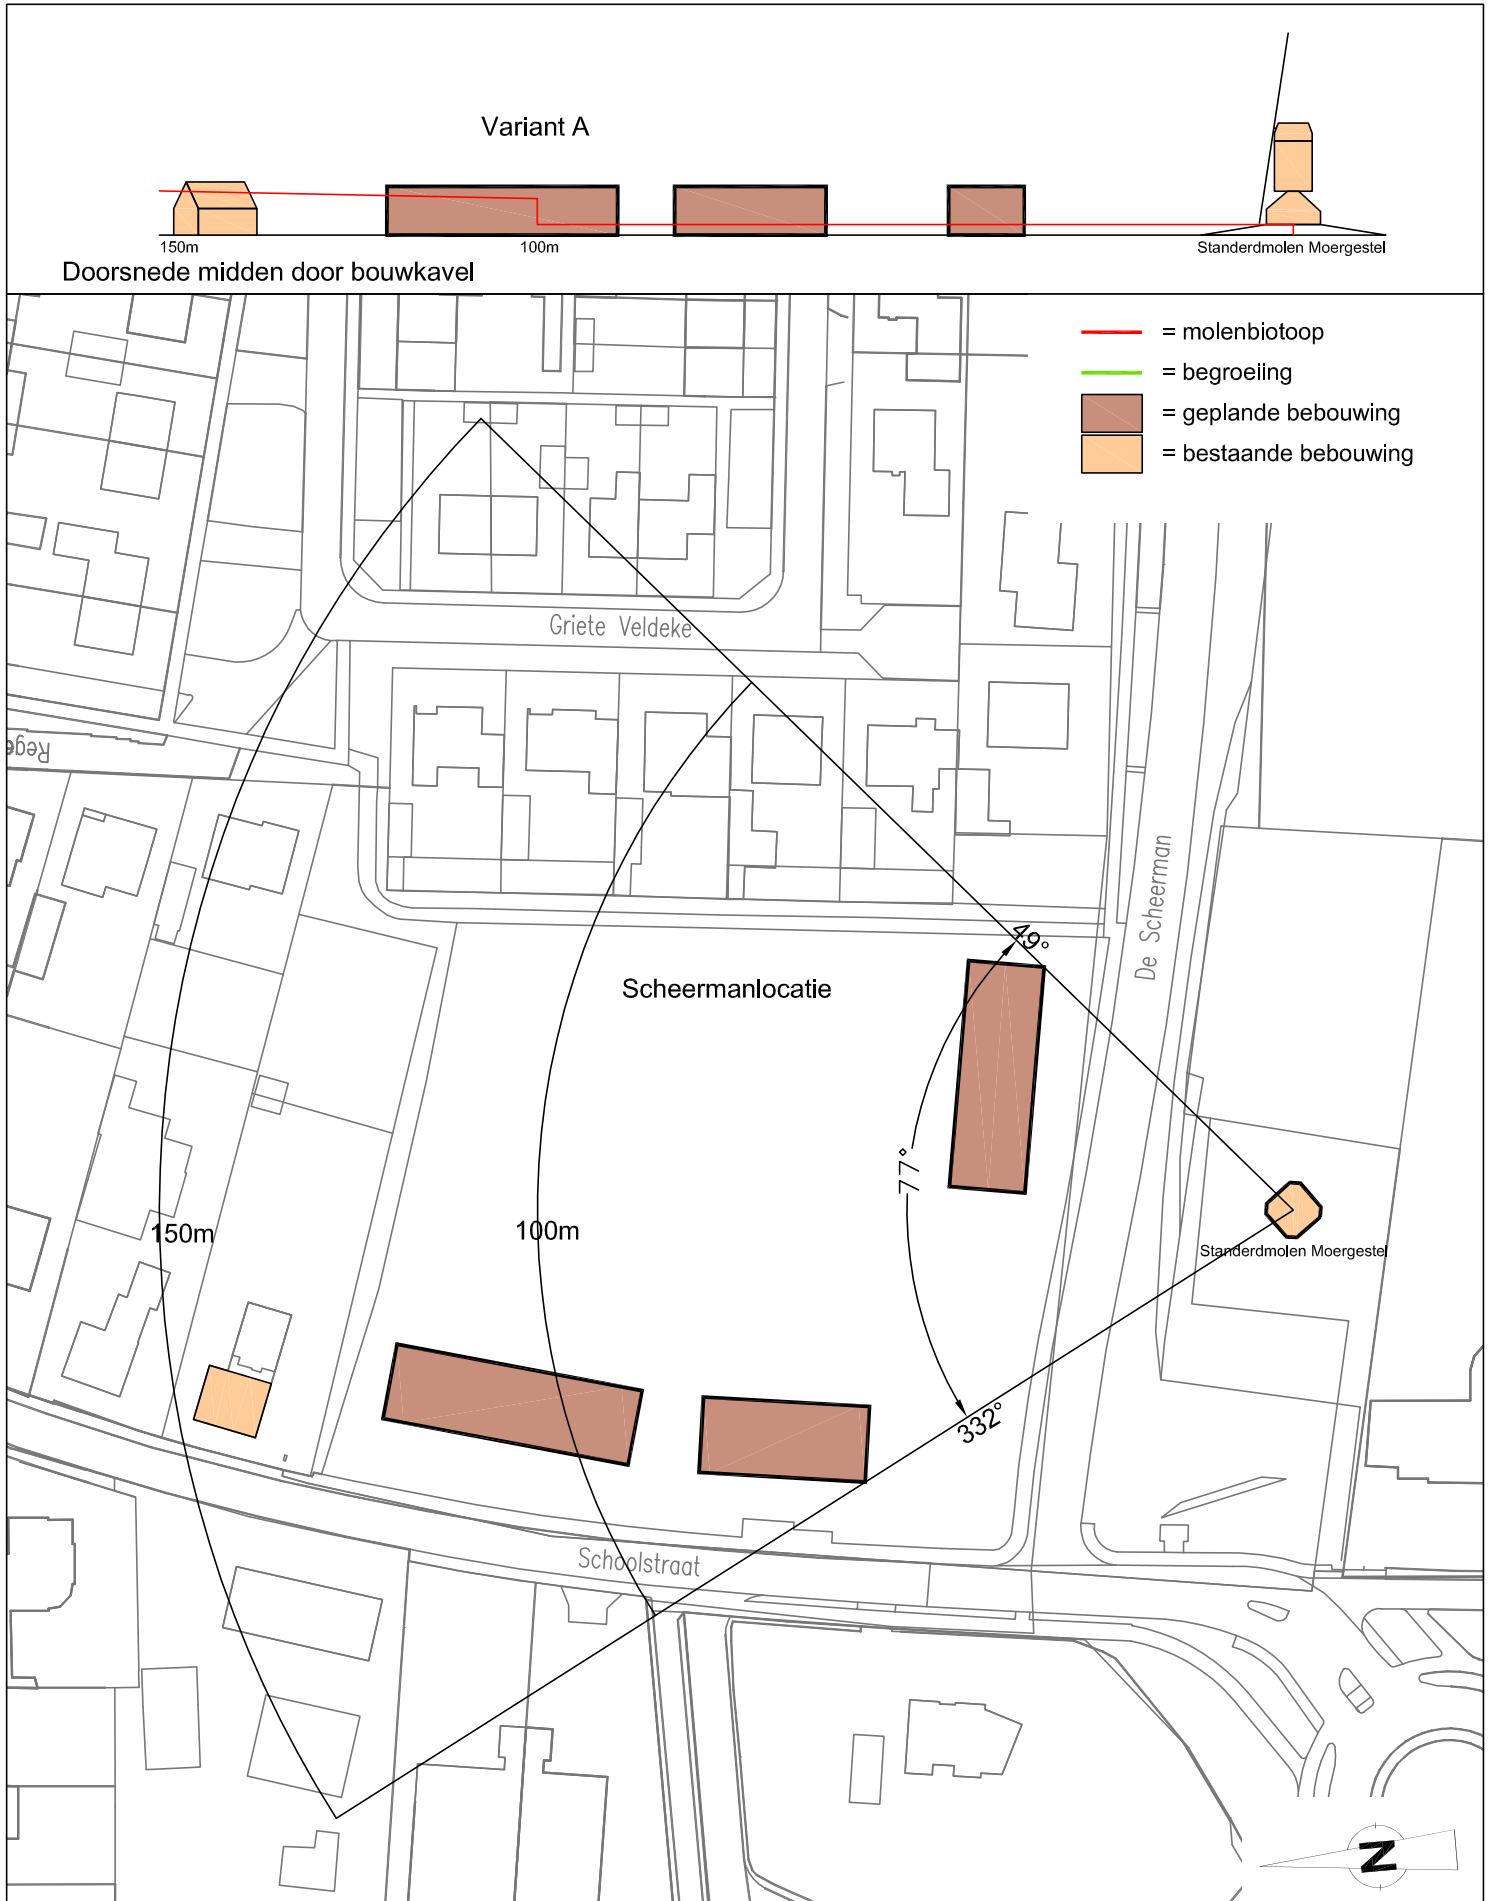 Variant A
150m
100m
Standerdmolen Moergestel
Doorsnede midden door bouwkavel
= molenbiotoop
= begroeiing
= geplande bebouwing
= bestaande bebouwing
Griete Veldeke
Rege
De Scheerman
49°
Scheermanlocatie
77°
150m
100m
Standerdmolen Moergestel
332°
Schoolstraat
N